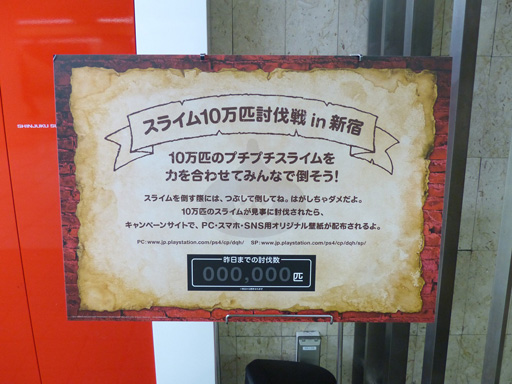 SHINJUKU S
スライム10万匹討伐戦 in 新宿
10万匹のプチプチスライムを
力を合わせてみんなで倒そう!
スライムを倒す際には、つぶして倒してね。はがしちゃダメだよ。
10万匹のスライムが見事に討伐されたら、
キャンペーンサイトで、PC・スマホ・SNS用オリジナル壁紙が配布されるよ。
PC:www.jp.playstation.com/ps4/cp/dqh/ SP:www.jp.playstation.com/ps4/cp/dqh/sp/
昨日までの討伐数
000,000匹